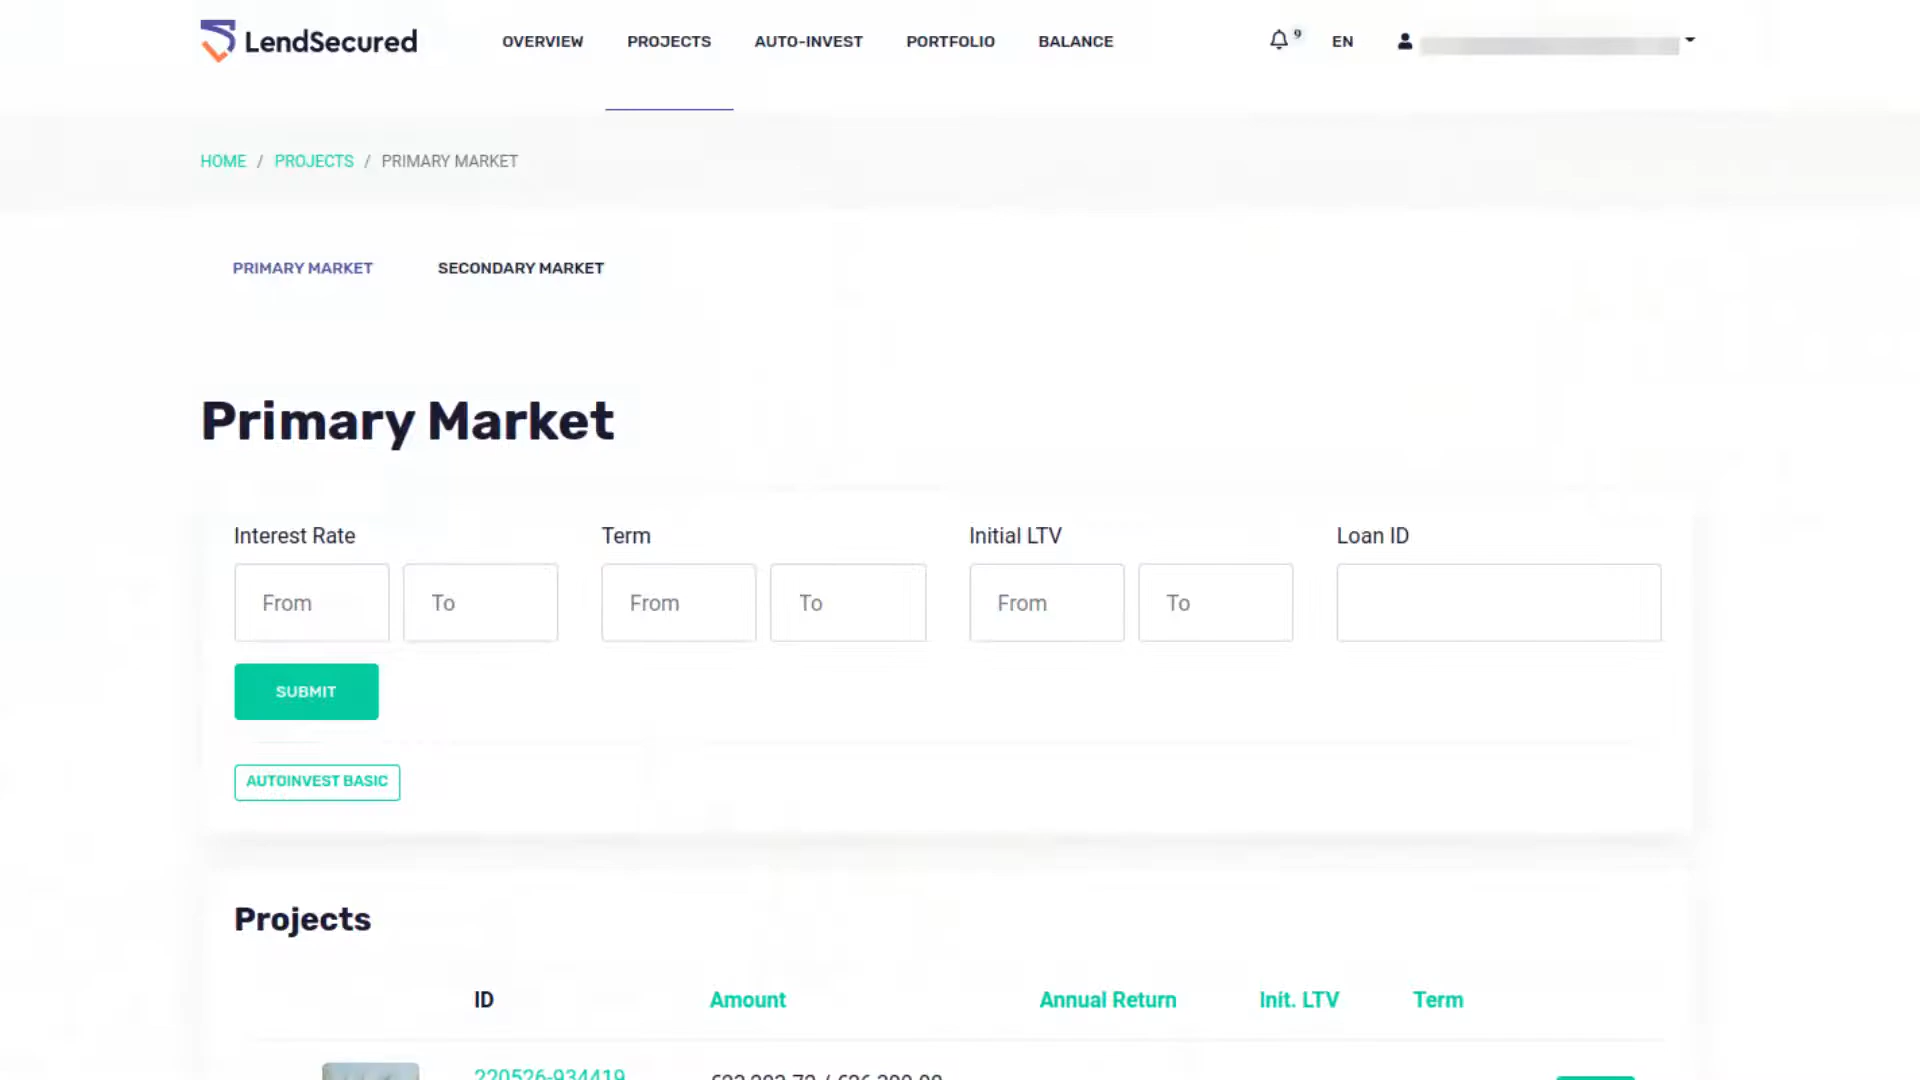 LendSecured
OVERVIEW PROJECTS AUTO-INVEST PORTFOLIO BALANCE 9 EN
HOME / PROJECTS / PRIMARY MARKET
PRIMARY MARKET SECONDARY MARKET
Primary Market
Interest Rate Term Initial LTV Loan ID
From To From To From To
SUBMIT
AUTOINVEST BASIC
Projects
ID Amount Annual Return Init. LTV Term
220526-934419